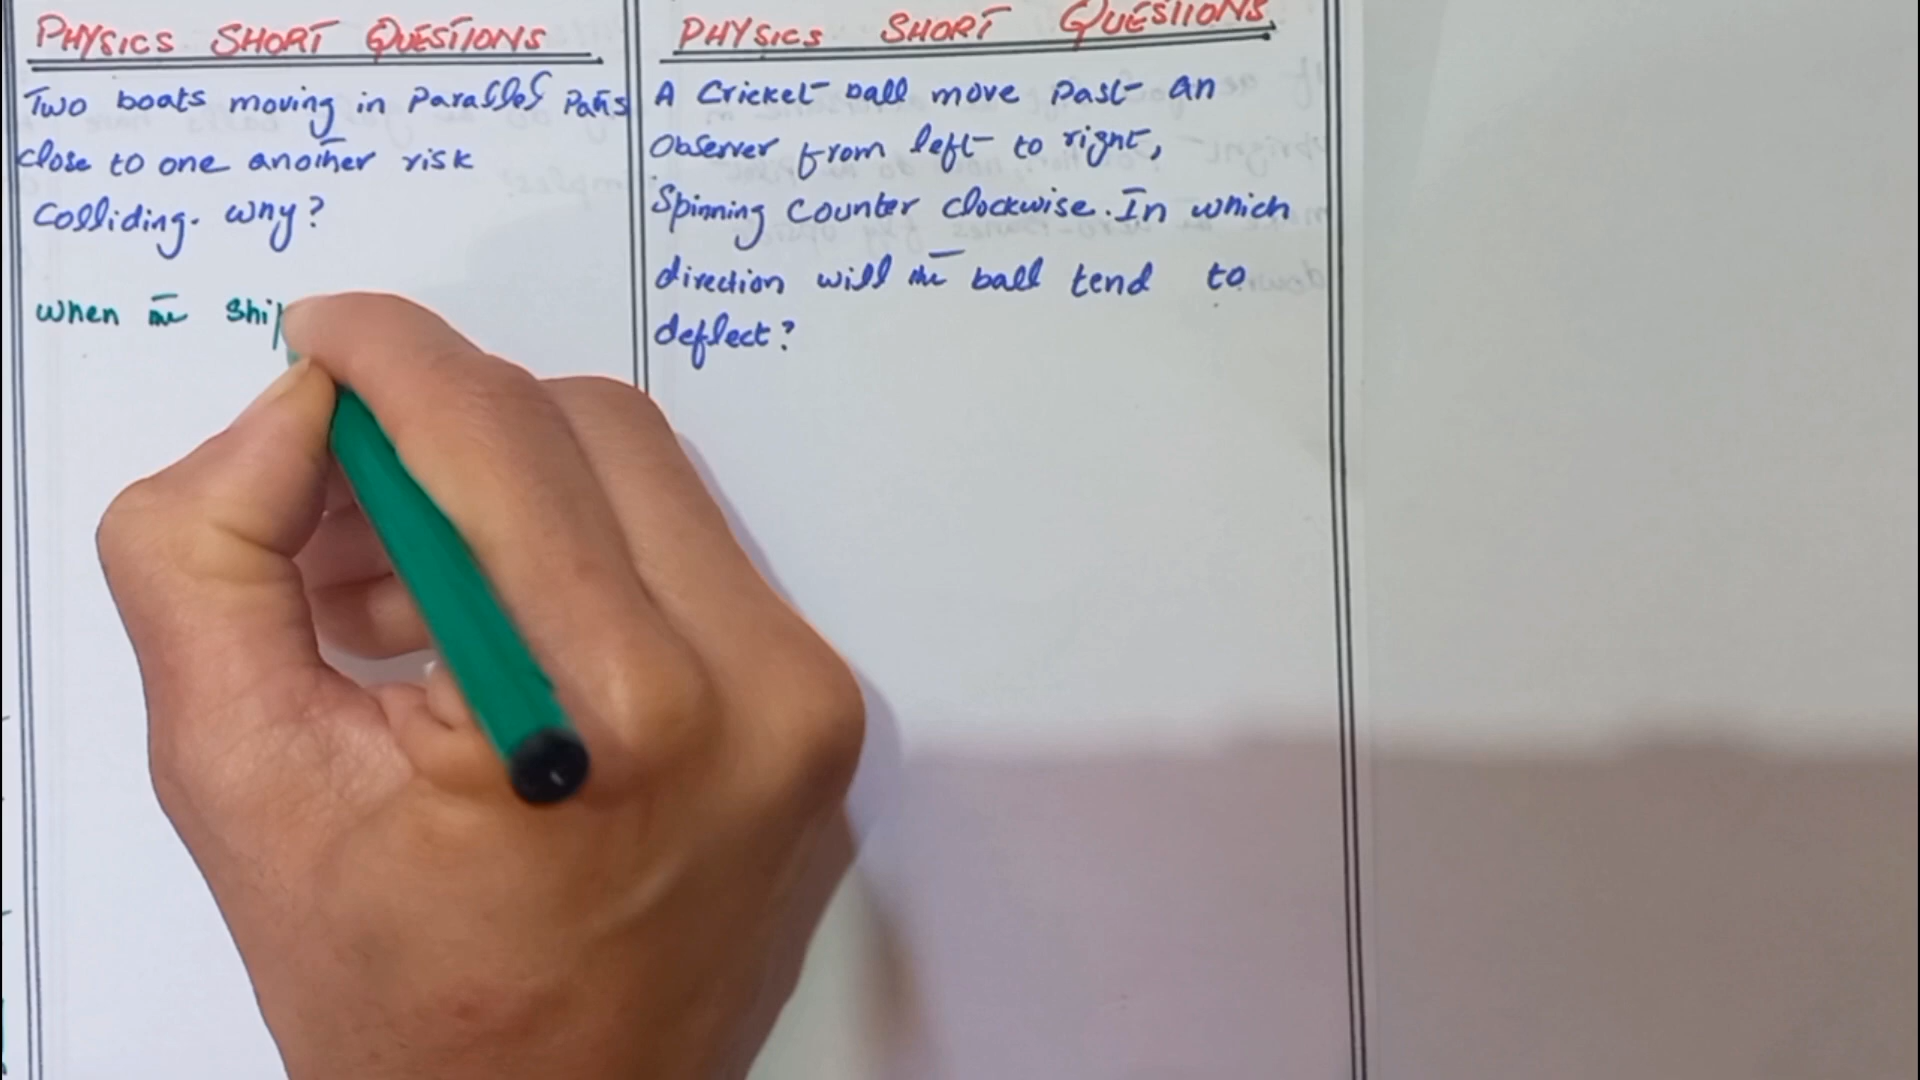 PHYSICS SHORT QUESTIONS
Two boats moving in Parallel Paths
close to one another risk
colliding. why?
when the ship
PHYSICS SHORT QUESTIONS
A Cricket ball move past an
Observer from left to right,
Spinning counter clockwise. In which
direction will the ball tend to
deflect?